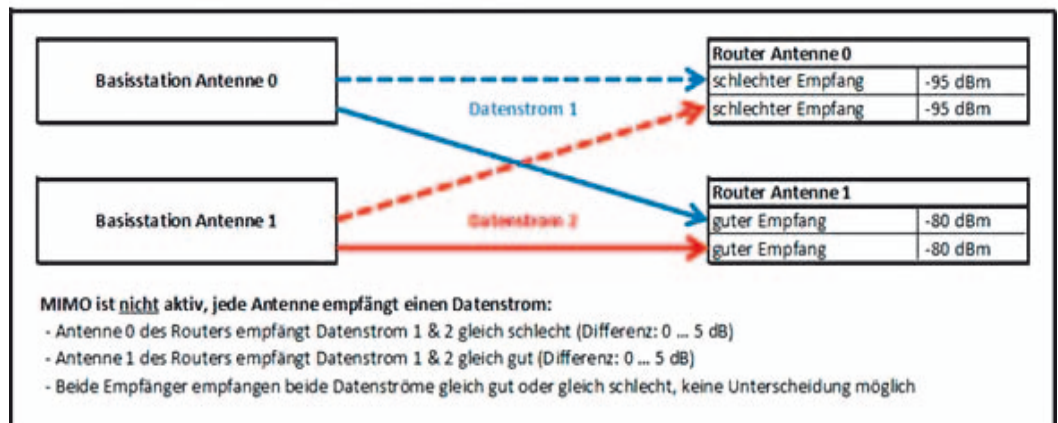 Basisstation Antenne 0
Router Antenne 0
schlechter Empfang -95 dBm
schlechter Empfang -95 dBm
Datenstrom 1
Basisstation Antenne 1
Datenstrom 2
Router Antenne 1
guter Empfang -80 dBm
guter Empfang -80 dBm
MIMO ist nicht aktiv, jede Antenne empfängt einen Datenstrom:
- Antenne 0 des Routers empfängt Datenstrom 1 & 2 gleich schlecht (Differenz: 0 ... 5 dB)
- Antenne 1 des Routers empfängt Datenstrom 1 & 2 gleich gut (Differenz: 0 ... 5 dB)
- Beide Empfänger empfangen beide Datenströme gleich gut oder gleich schlecht, keine Unterscheidung möglich